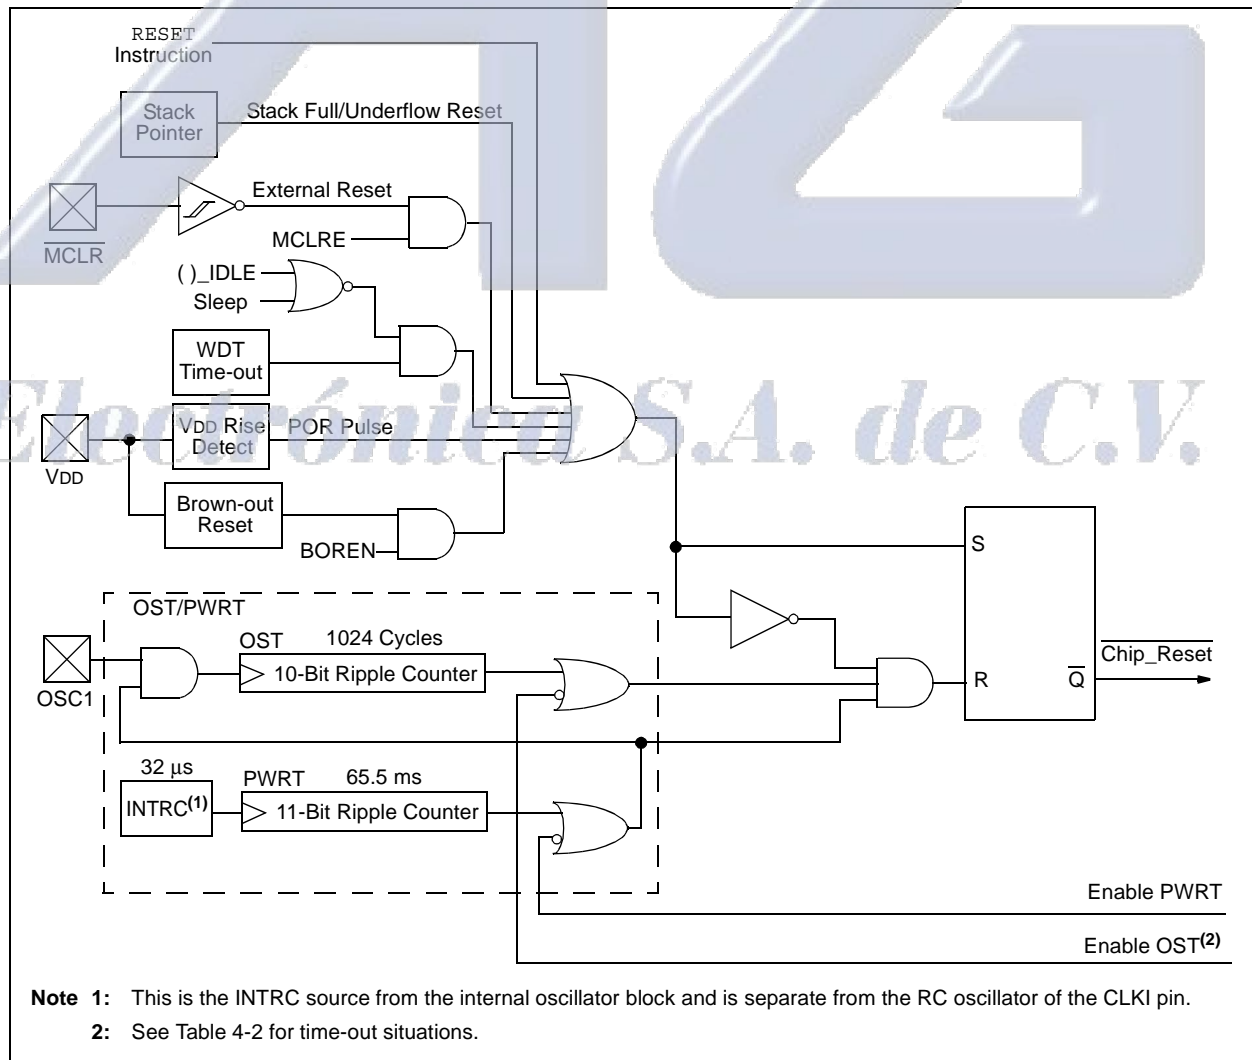 RESET
Instruction
Stack
Pointer
Stack Full/Underflow Reset
External Reset
MCLR
MCLRE
( )_IDLE
Sleep
WDT
Time-out
VDD Rise
Detect
POR Pulse
VDD
Brown-out
Reset
BOREN
S
OST/PWRT
OST 1024 Cycles
10-Bit Ripple Counter
OSC1
R
Q
Chip_Reset
32 µs
INTRC(1)
PWRT 65.5 ms
11-Bit Ripple Counter
Enable PWRT
Enable OST(2)
Note 1: This is the INTRC source from the internal oscillator block and is separate from the RC oscillator of the CLKI pin.
2: See Table 4-2 for time-out situations.
AG
Electrónica S.A. de C.V.